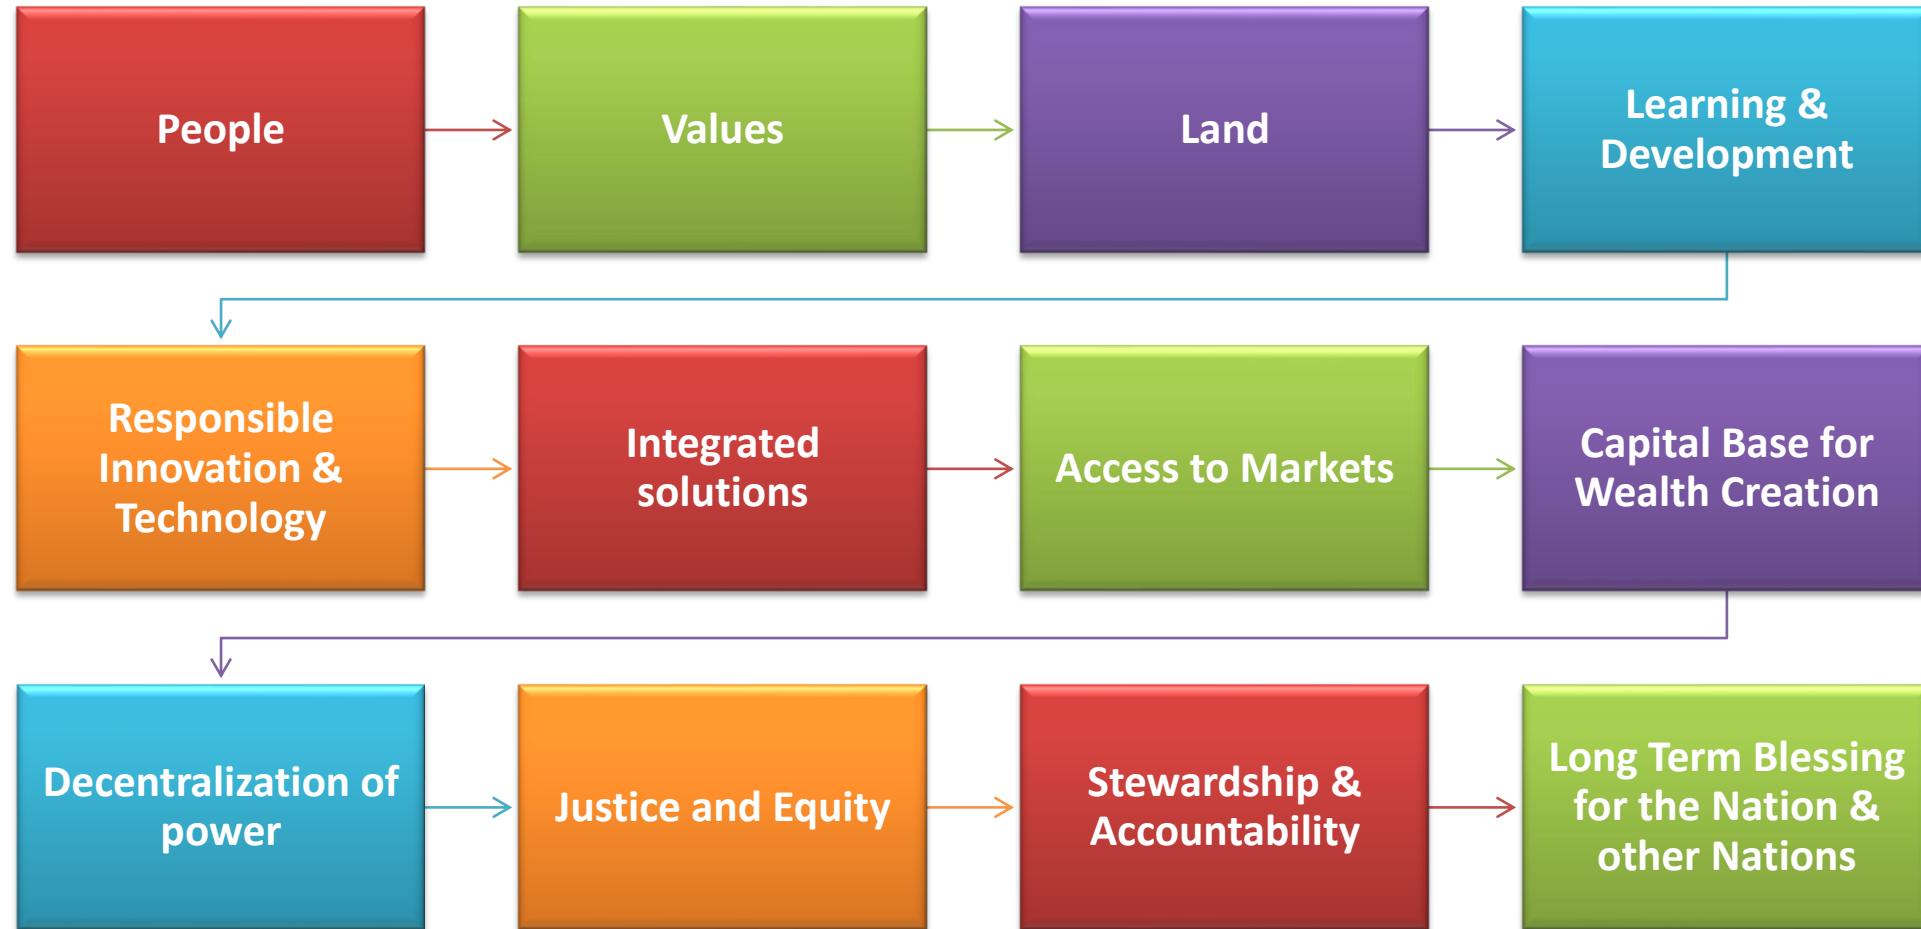 People
Values
Land
Learning &
Development
Responsible
Innovation &
Technology
Integrated
solutions
Access to Markets
Capital Base for
Wealth Creation
Decentralization of
power
Justice and Equity
Stewardship &
Accountability
Long Term Blessing
for the Nation &
other Nations